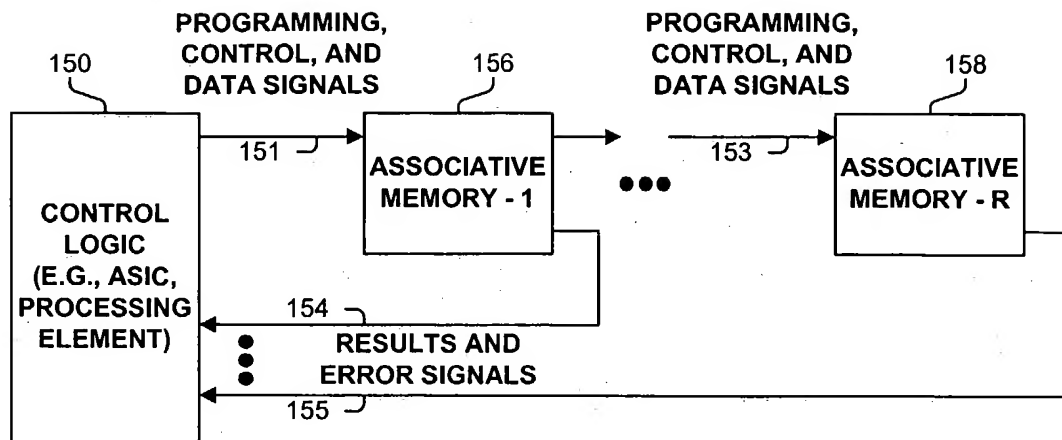 PROGRAMMING,
CONTROL, AND
DATA SIGNALS
PROGRAMMING,
CONTROL, AND
DATA SIGNALS
150
156
158
151
153
ASSOCIATIVE
MEMORY - 1
ASSOCIATIVE
MEMORY - R
CONTROL
LOGIC
(E.G., ASIC,
PROCESSING
ELEMENT)
154
RESULTS AND
ERROR SIGNALS
155